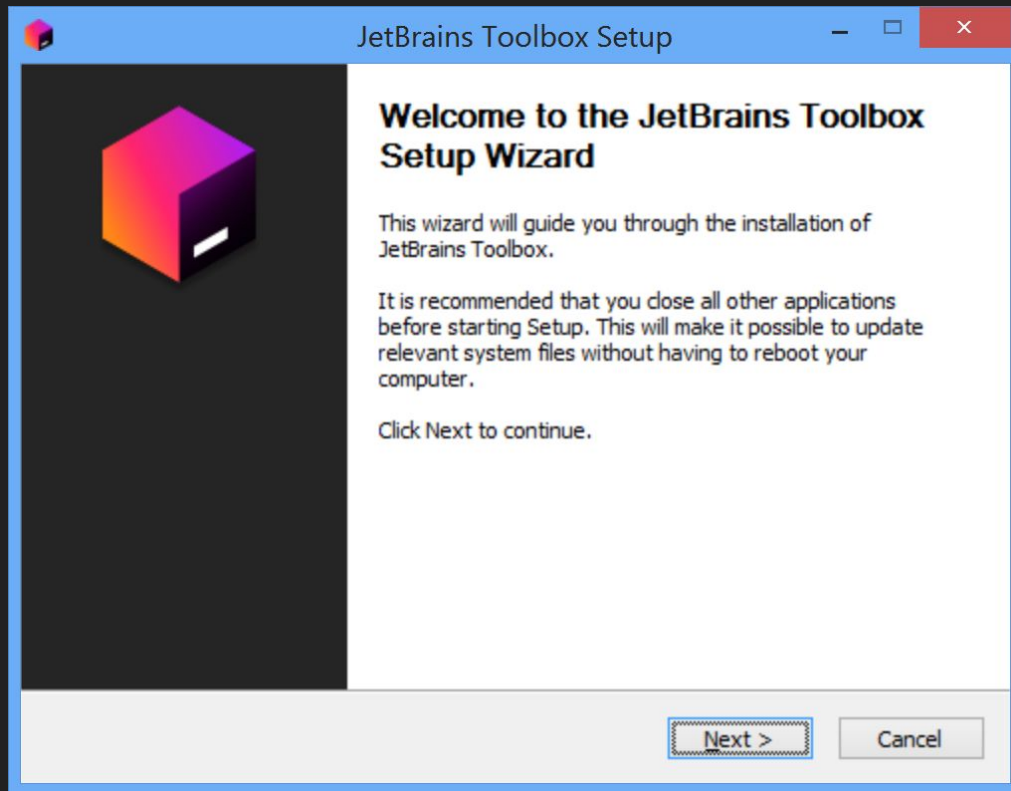 JetBrains Toolbox Setup
Welcome to the JetBrains Toolbox
Setup Wizard
This wizard will guide you through the installation of
JetBrains Toolbox.
It is recommended that you close all other applications
before starting Setup. This will make it possible to update
relevant system files without having to reboot your
computer.
Click Next to continue.
Next >
Cancel